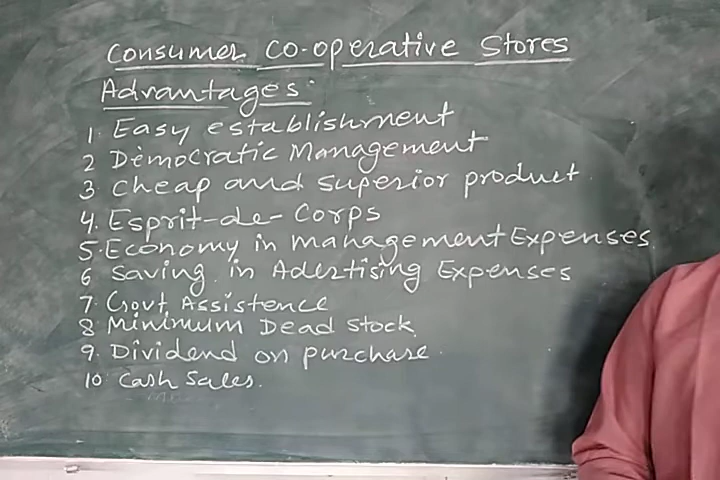 Consumer Co-operative Stores
Advantages:
1. Easy establishment
2 Democratic Management
3. Cheap and Superior product.
4. Esprit-de-Corps
5. Economy in management Expenses.
6 Saving in Adertising Expenses
7. Govt. Assistence
8 Minimum Dead Stock
9. Dividend on purchase.
10 Cash Sales.